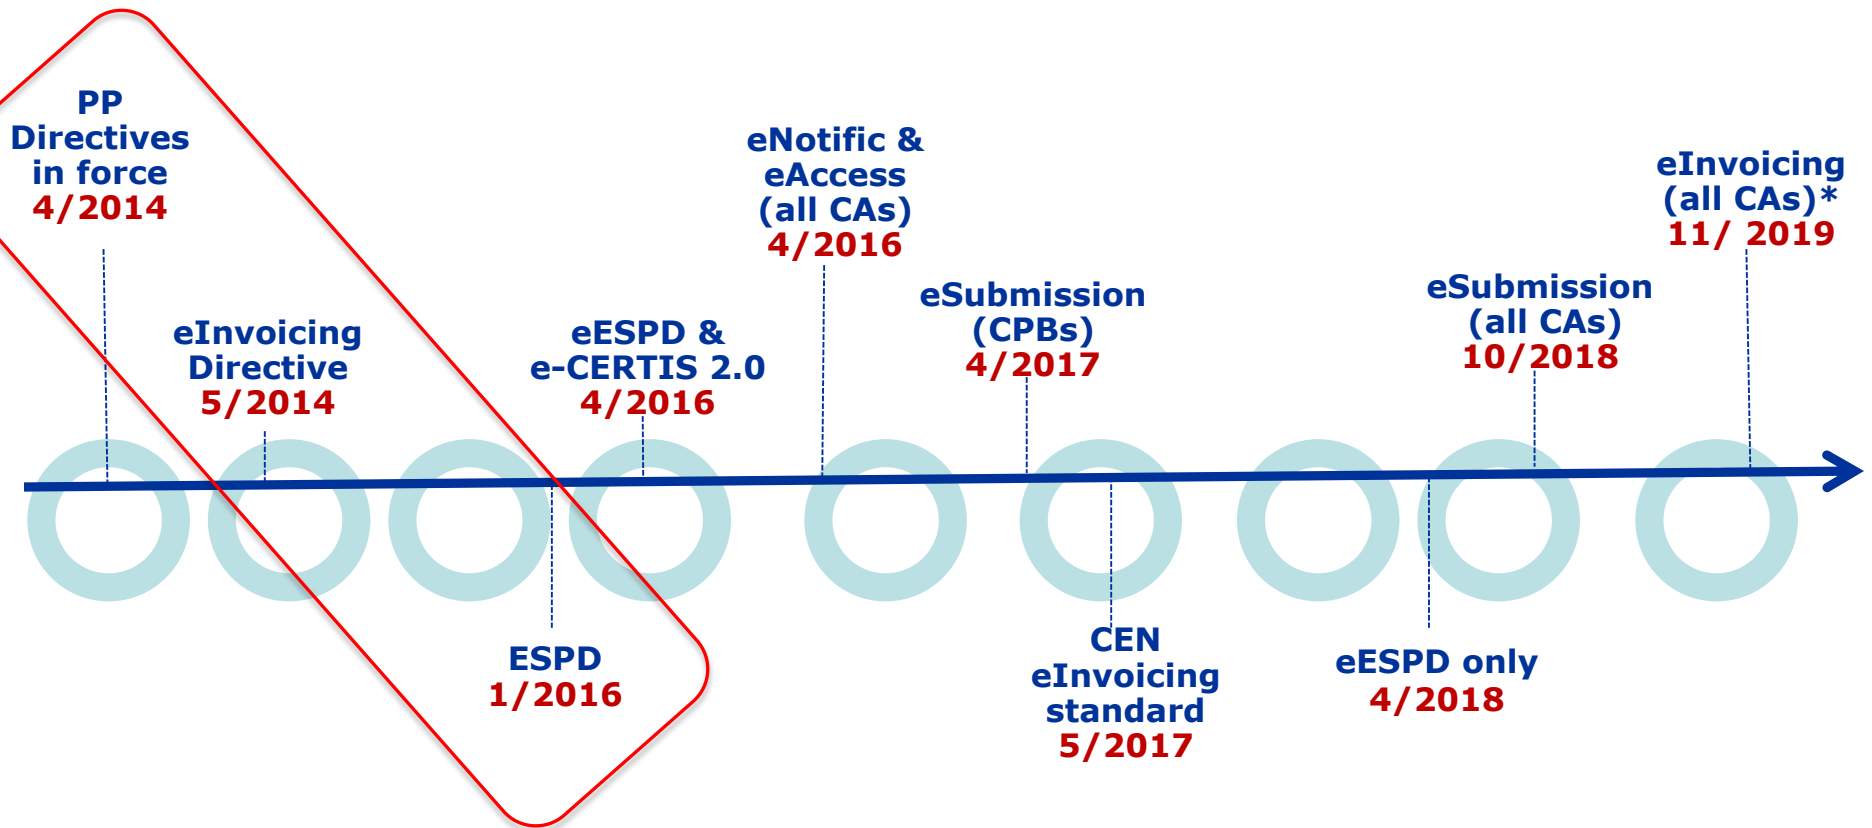 PP
Directives
in force
4/2014
eInvoicing
Directive
5/2014
ESPD
1/2016
eESPD &
e-CERTIS 2.0
4/2016
eNotific &
eAccess
(all CAs)
4/2016
eSubmission
(CPBs)
4/2017
CEN
eInvoicing
standard
5/2017
eESPD only
4/2018
eSubmission
(all CAs)
10/2018
eInvoicing
(all CAs)*
11/ 2019